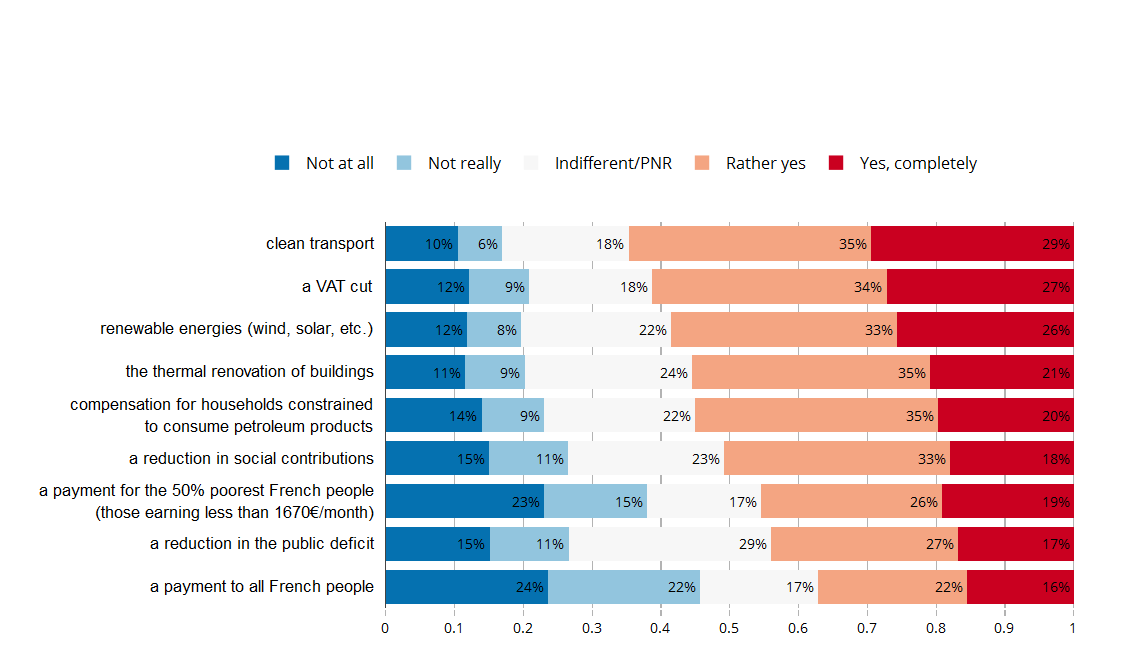 Not at all Not really Indifferent/PNR Rather yes Yes, completely
clean transport 10% 6% 18% 35% 29%
a VAT cut 12% 9% 18% 34% 27%
renewable energies (wind, solar, etc.) 12% 8% 22% 33% 26%
the thermal renovation of buildings 11% 9% 24% 35% 21%
compensation for households constrained
to consume petroleum products 14% 9% 22% 35% 20%
a reduction in social contributions 15% 11% 23% 33% 18%
a payment for the 50% poorest French people
(those earning less than 1670€/month) 23% 15% 17% 26% 19%
a reduction in the public deficit 15% 11% 29% 27% 17%
a payment to all French people 24% 22% 17% 22% 16%
0 0.1 0.2 0.3 0.4 0.5 0.6 0.7 0.8 0.9 1